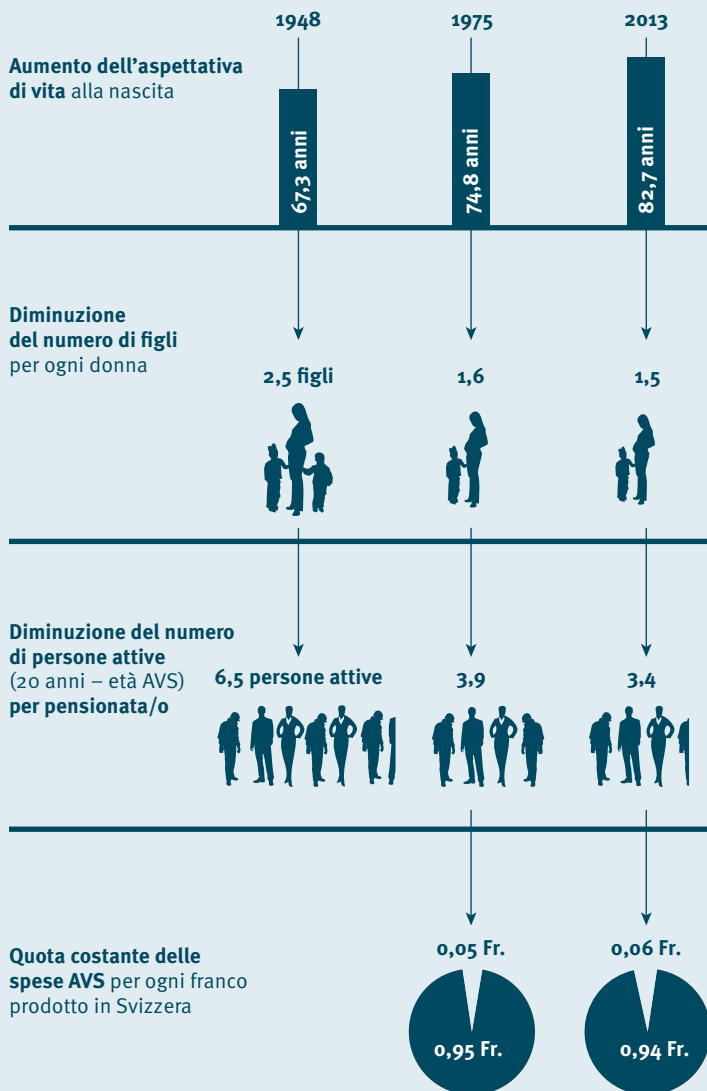 1948
1975
2013
Aumento dell'aspettativa
di vita alla nascita
67,3 anni
74,8 anni
82,7 anni
Diminuzione
del numero di figli
per ogni donna
2,5 figli
1,6
1,5
Diminuzione del numero
di persone attive
(20 anni – età AVS)
per pensionata/o
6,5 persone attive
3,9
3,4
Quota costante delle
spese AVS per ogni franco
prodotto in Svizzera
0,05 Fr.
0,06 Fr.
0,95 Fr.
0,94 Fr.